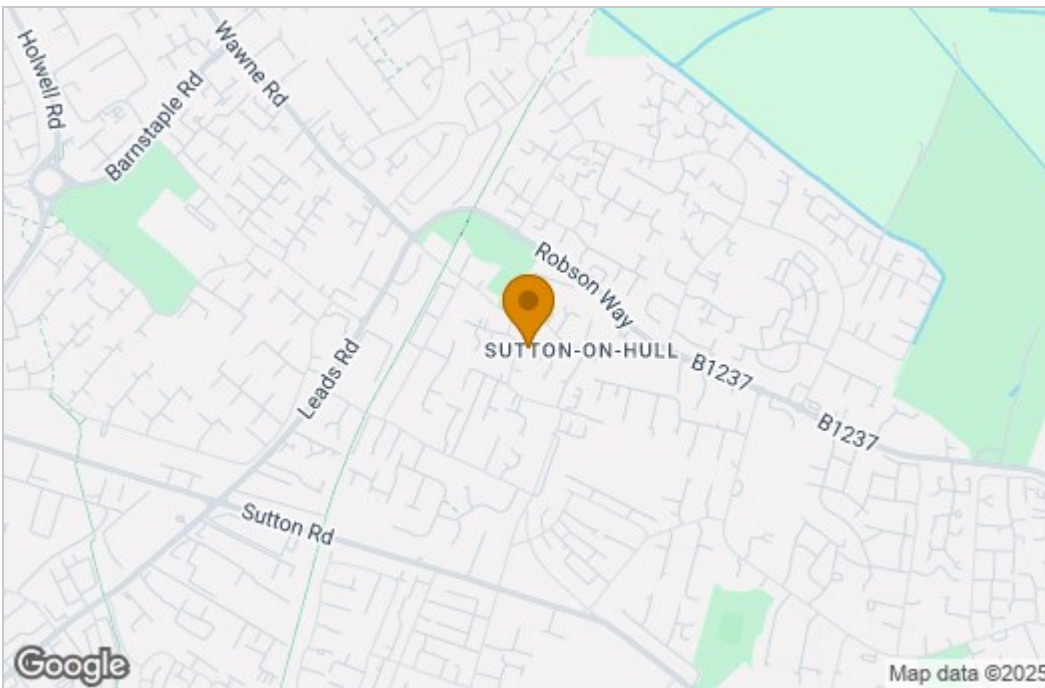 Holwell Rd
Barnstaple Rd
Wawne Rd
Robson Way
SUTTON-ON-HULL
B1237
B1237
Leads Rd
Sutton Rd
Google
Map data ©2025